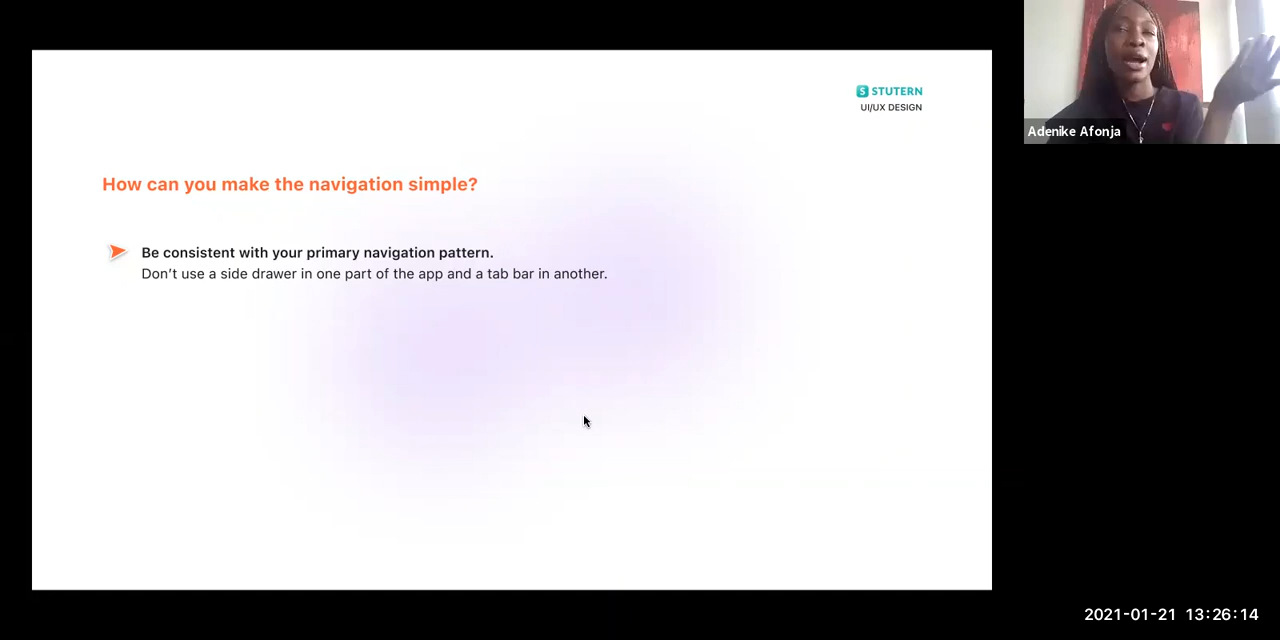 STUTERN
UI/UX DESIGN
Adenike Afonja
How can you make the navigation simple?
Be consistent with your primary navigation pattern.
Don't use a side drawer in one part of the app and a tab bar in another.
2021-01-21 13:26:14